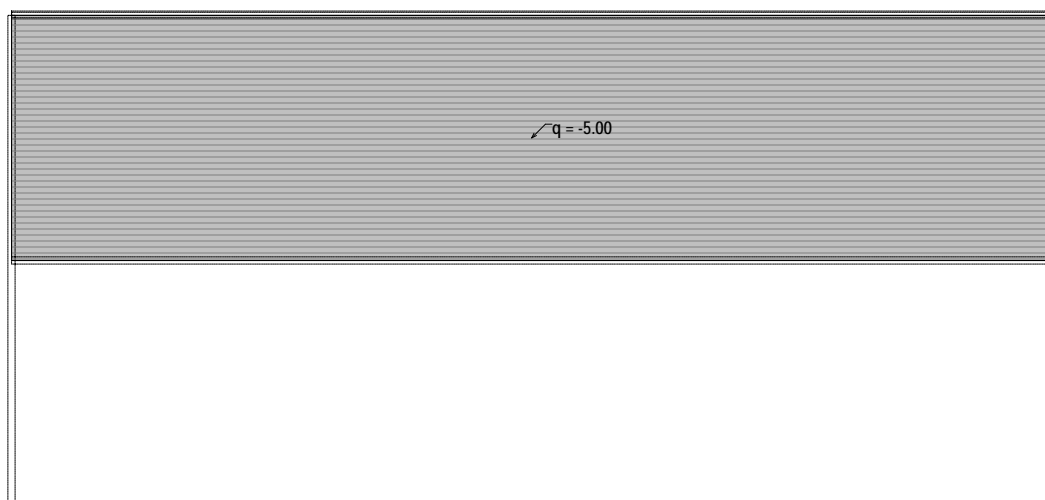 q = -5.00